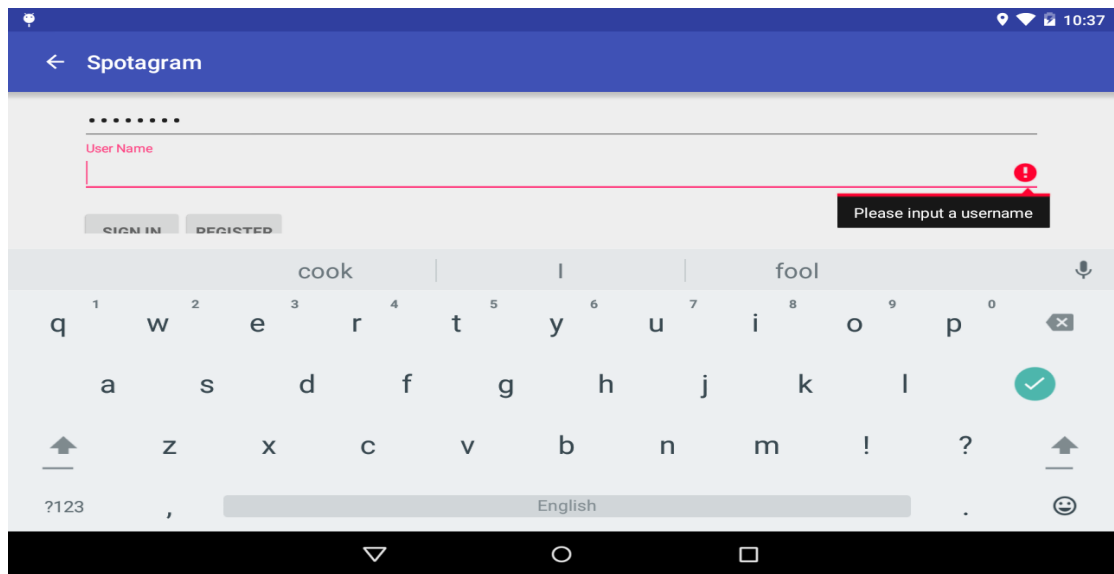 10:37
Spotagram
••••••••
User Name
Please input a username
SIGN IN REGISTER
cook I fool
1 2 3 4 5 6 7 8 9 0
q w e r t y u i o p
a s d f g h j k l
z x c v b n m ! ?
?123 , English .